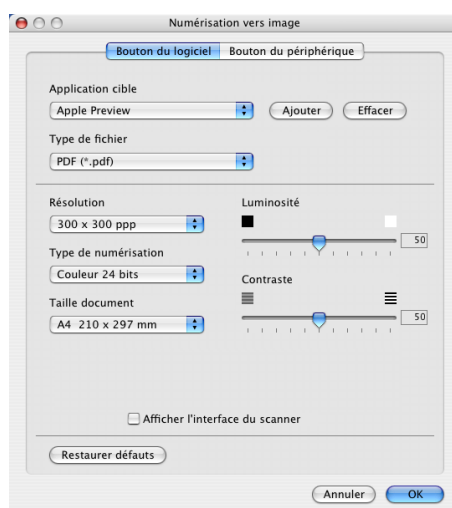 Numérisation vers image
Bouton du logiciel Bouton du périphérique
Application cible
Apple Preview Ajouter Effacer
Type de fichier
PDF (*.pdf)
Résolution Luminosité
300 x 300 ppp
50
Type de numérisation
Couleur 24 bits
Contraste
Taille document
A4 210 x 297 mm 50
Afficher l'interface du scanner
Restaurer défauts
Annuler OK